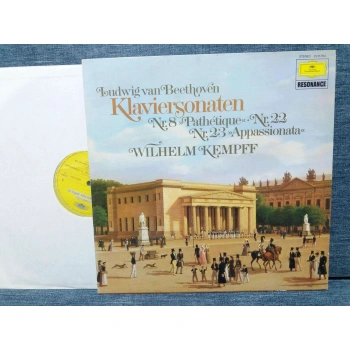 Ludwig van Beethoven
Klaviersonaten
Nr. 8 »Pathétique« · Nr. 22
Nr. 23 »Appassionata«
WILHELM KEMPFF
RESONANCE